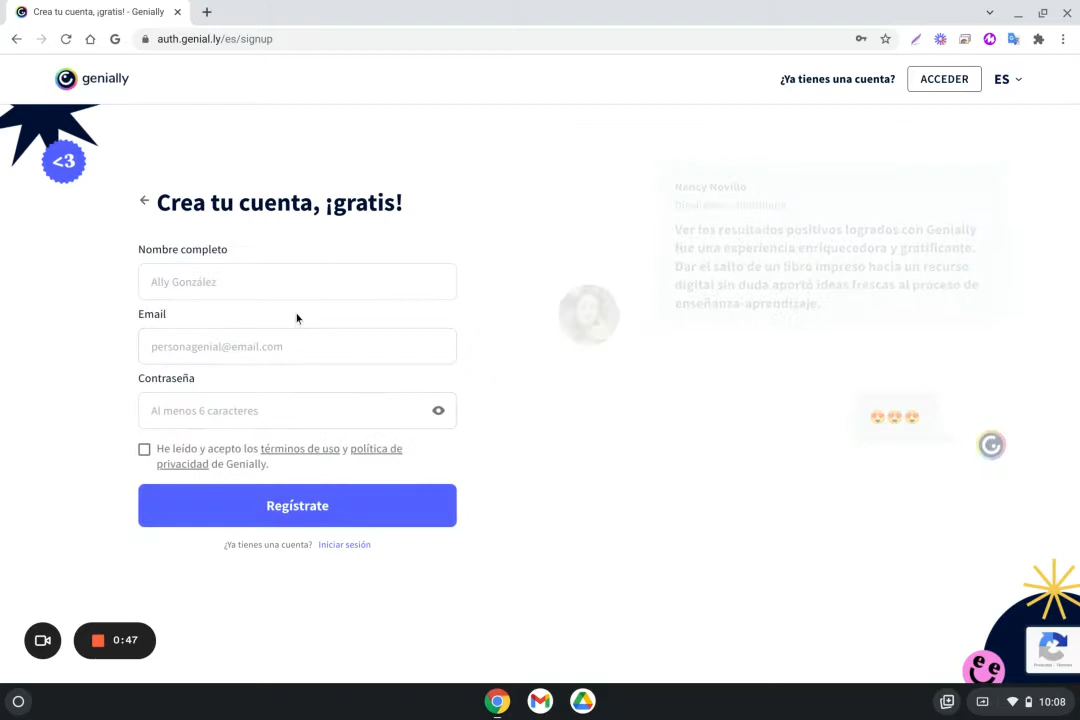 Crea tu cuenta, ¡gratis! - Genially
auth.genial.ly/es/signup
genially
¿Ya tienes una cuenta?
ACCEDER
ES
<3
Crea tu cuenta, ¡gratis!
Nombre completo
Ally González
Email
personagenial@email.com
Contraseña
Al menos 6 caracteres
He leído y acepto los términos de uso y política de
privacidad de Genially.
Regístrate
¿Ya tienes una cuenta? Iniciar sesión
Nancy Novillo
Ver los resultados positivos logrados con Genially
fue una experiencia enriquecedora y gratificante.
Dar el salto de un libro impreso hacia un recurso
digital sin duda aportó ideas frescas al proceso de
enseñanza-aprendizaje.
0:47
10:08